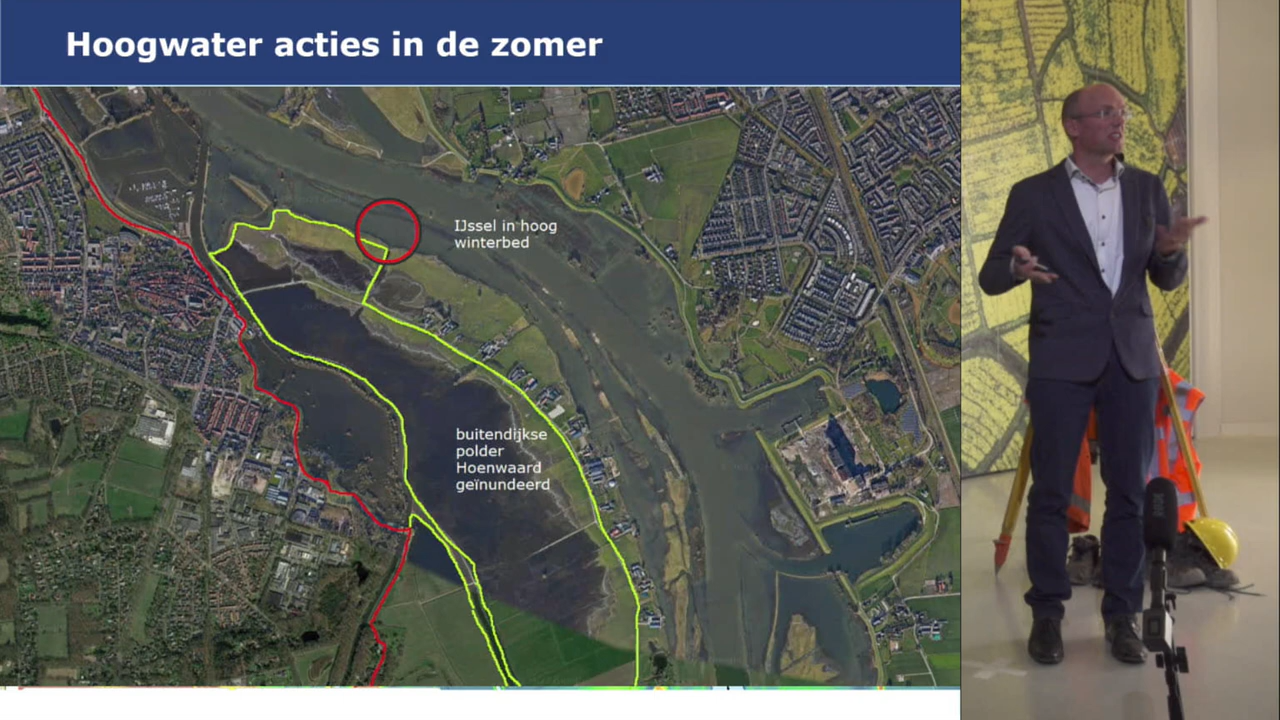 Hoogwater acties in de zomer
IJssel in hoog
winterbed
buitendijkse
polder
Hoenwaard
geïnundeerd